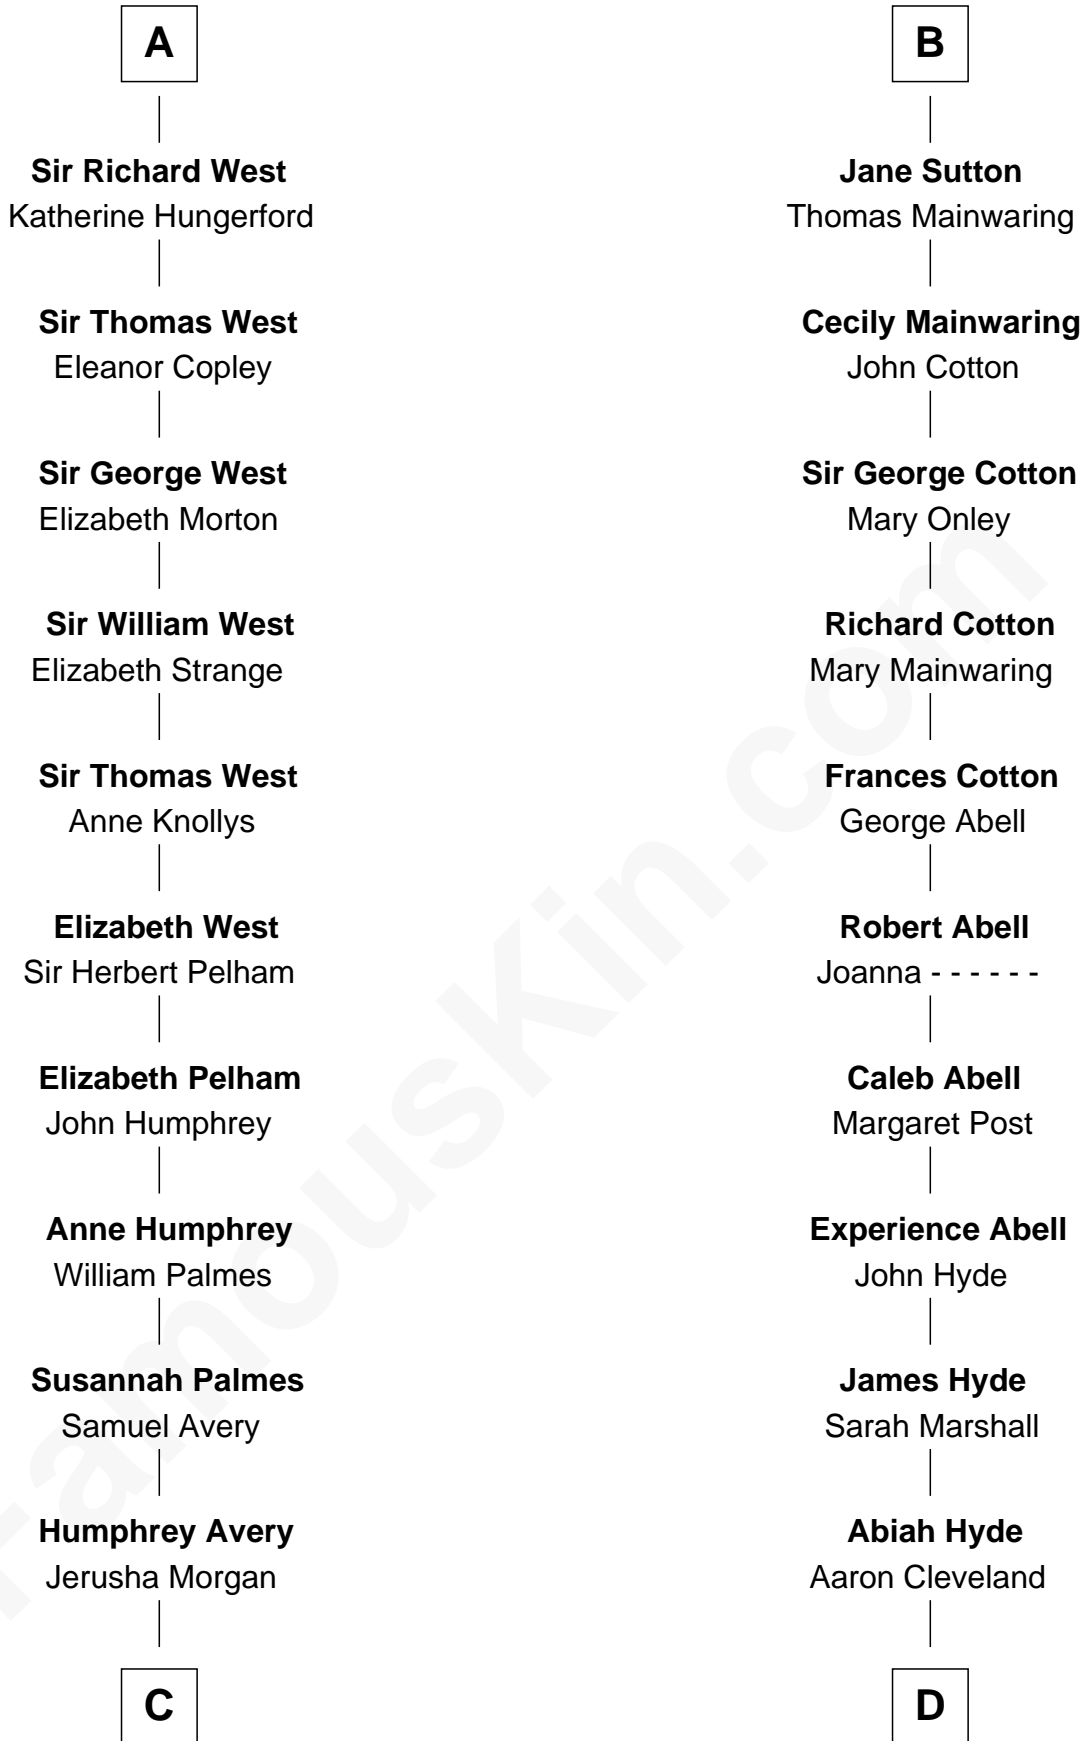 A
Sir Richard West
Katherine Hungerford
Sir Thomas West
Eleanor Copley
Sir George West
Elizabeth Morton
Sir William West
Elizabeth Strange
Sir Thomas West
Anne Knollys
Elizabeth West
Sir Herbert Pelham
Elizabeth Pelham
John Humphrey
Anne Humphrey
William Palmes
Susannah Palmes
Samuel Avery
Humphrey Avery
Jerusha Morgan
C
B
Jane Sutton
Thomas Mainwaring
Cecily Mainwaring
John Cotton
Sir George Cotton
Mary Onley
Richard Cotton
Mary Mainwaring
Frances Cotton
George Abell
Robert Abell
Joanna - - - - - -
Caleb Abell
Margaret Post
Experience Abell
John Hyde
James Hyde
Sarah Marshall
Abiah Hyde
Aaron Cleveland
D
FamousKin.com